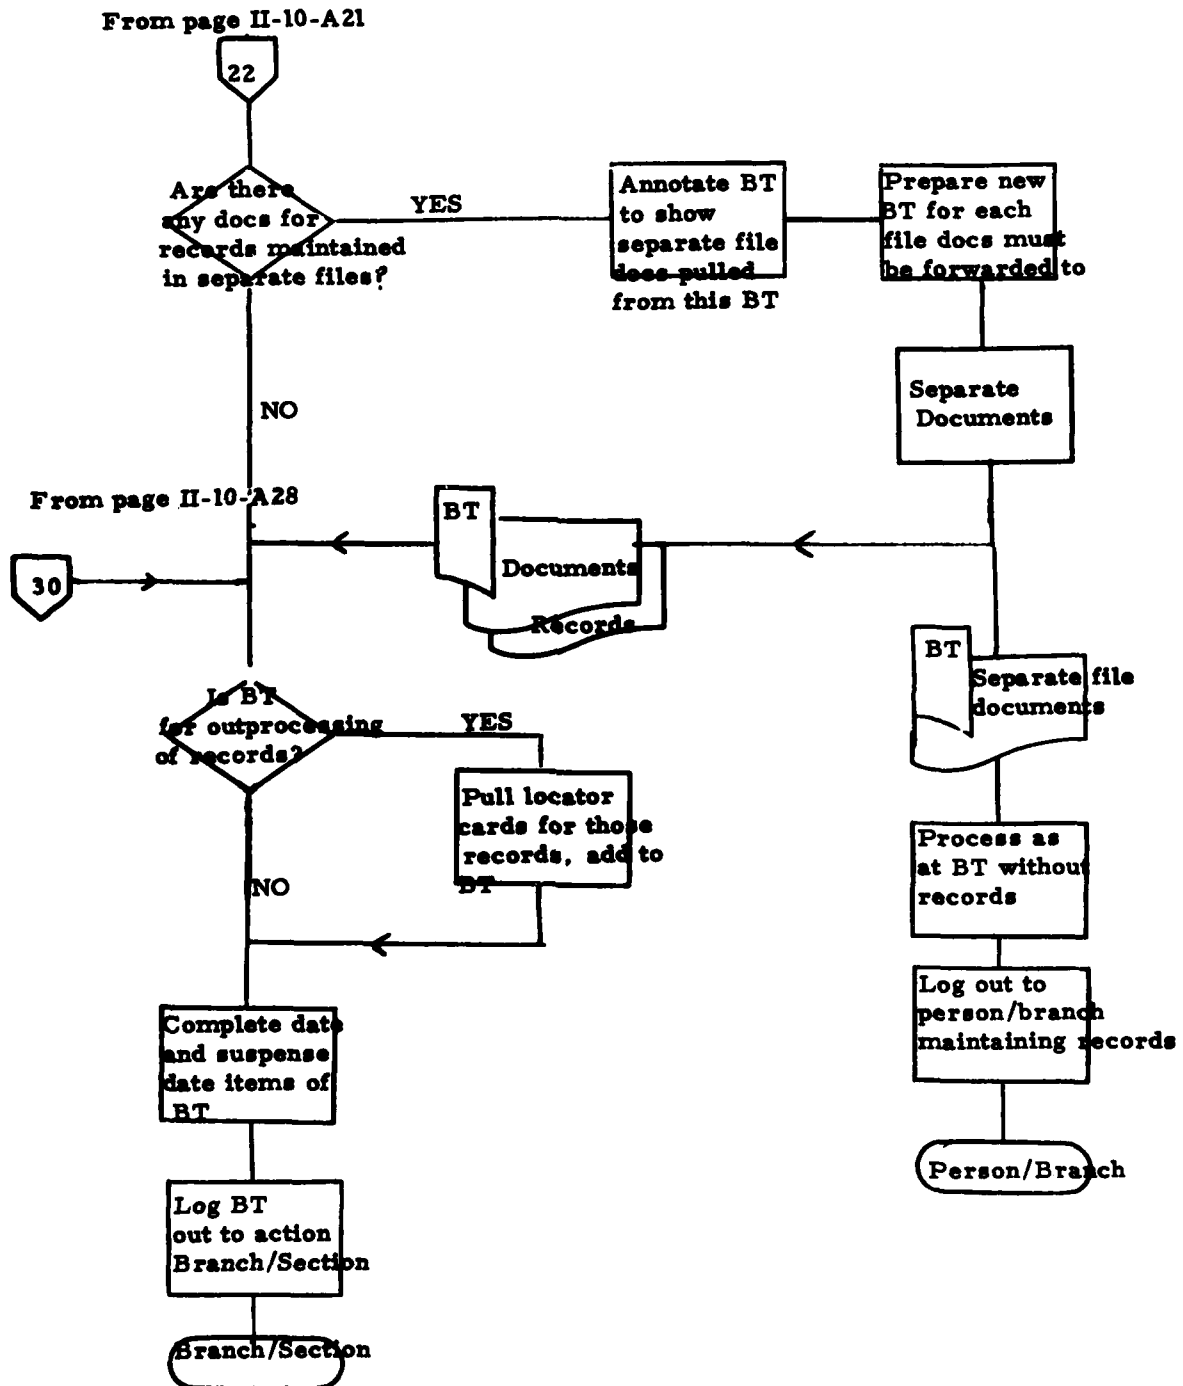 From page II-10-A21
22
Are there
any docs for
records maintained
in separate files?
YES
Annotate BT
to show
separate file
docs pulled
from this BT
Prepare new
BT for each
file docs must
be forwarded to
Separate
Documents
NO
From page II-10-A28
30
BT
Documents
Records
BT
Separate file
documents
Is BT
for outprocessing
of records?
YES
Pull locator
cards for those
records, add to
BT
NO
Process as
at BT without
records
Log out to
person/branch
maintaining records
Person/Branch
Complete date
and suspense
date items of
BT
Log BT
out to action
Branch/Section
Branch/Section